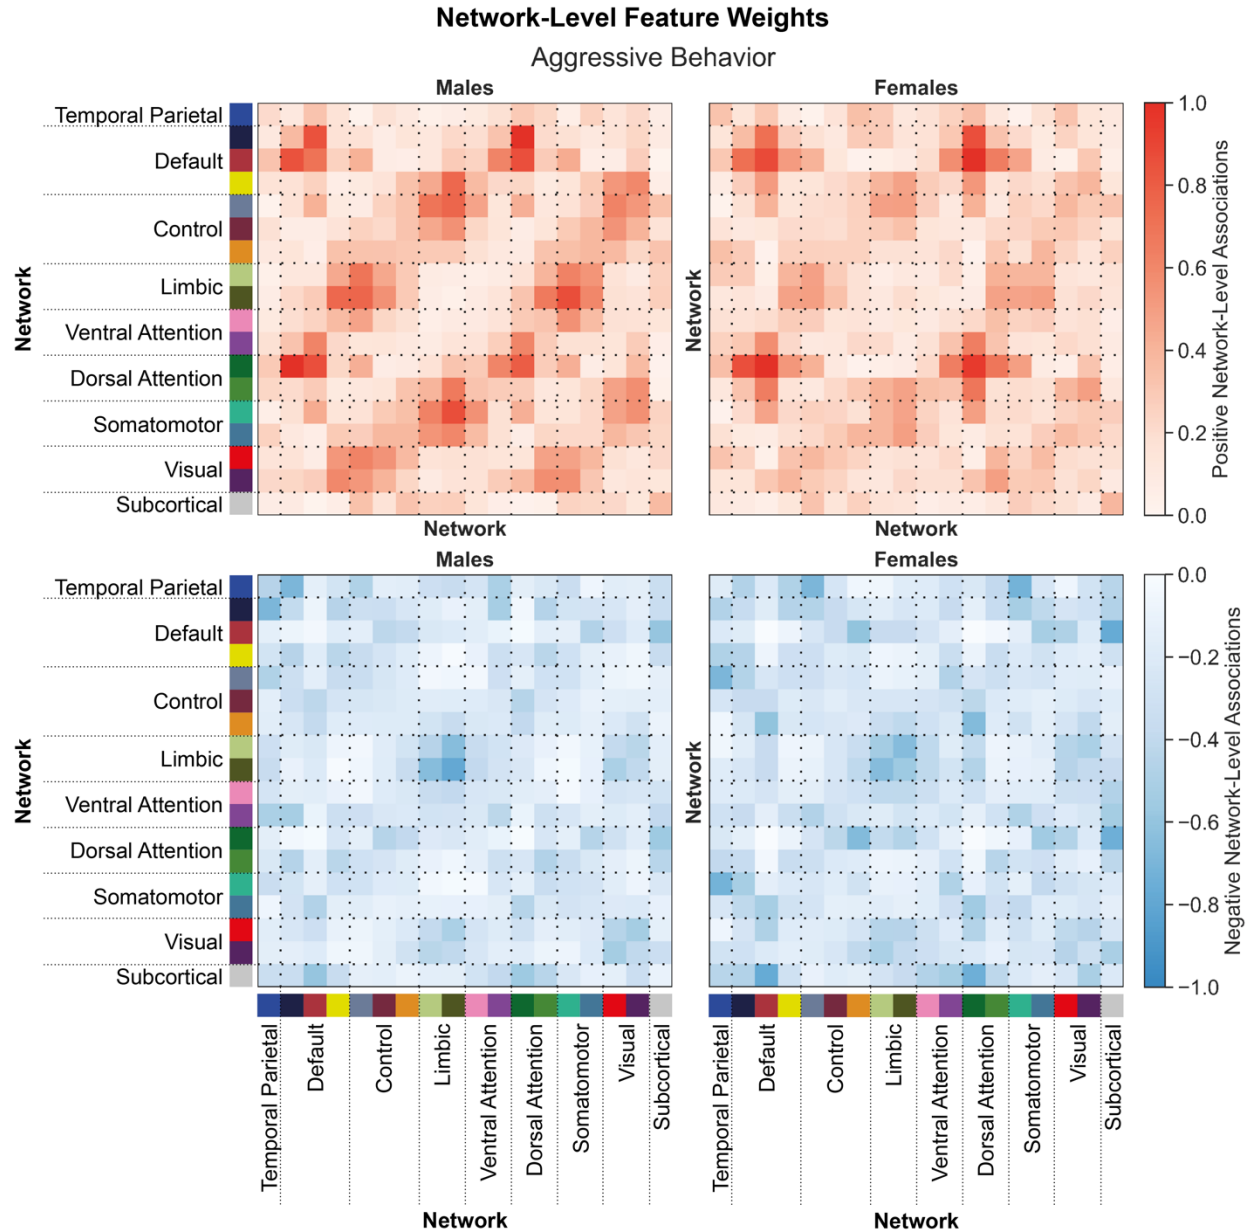 Network-Level Feature Weights
Aggressive Behavior
Males
Females
Temporal Parietal
Default
Control
Limbic
Ventral Attention
Dorsal Attention
Somatomotor
Visual
Subcortical
Network
Network
Network
Network
1.0
0.8
0.6
0.4
0.2
0.0
Positive Network-Level Associations
Males
Females
Temporal Parietal
Default
Control
Limbic
Ventral Attention
Dorsal Attention
Somatomotor
Visual
Subcortical
Network
Network
0.0
−0.2
−0.4
−0.6
−0.8
−1.0
Negative Network-Level Associations
Temporal Parietal
Default
Control
Limbic
Ventral Attention
Dorsal Attention
Somatomotor
Visual
Subcortical
Temporal Parietal
Default
Control
Limbic
Ventral Attention
Dorsal Attention
Somatomotor
Visual
Subcortical
Network
Network